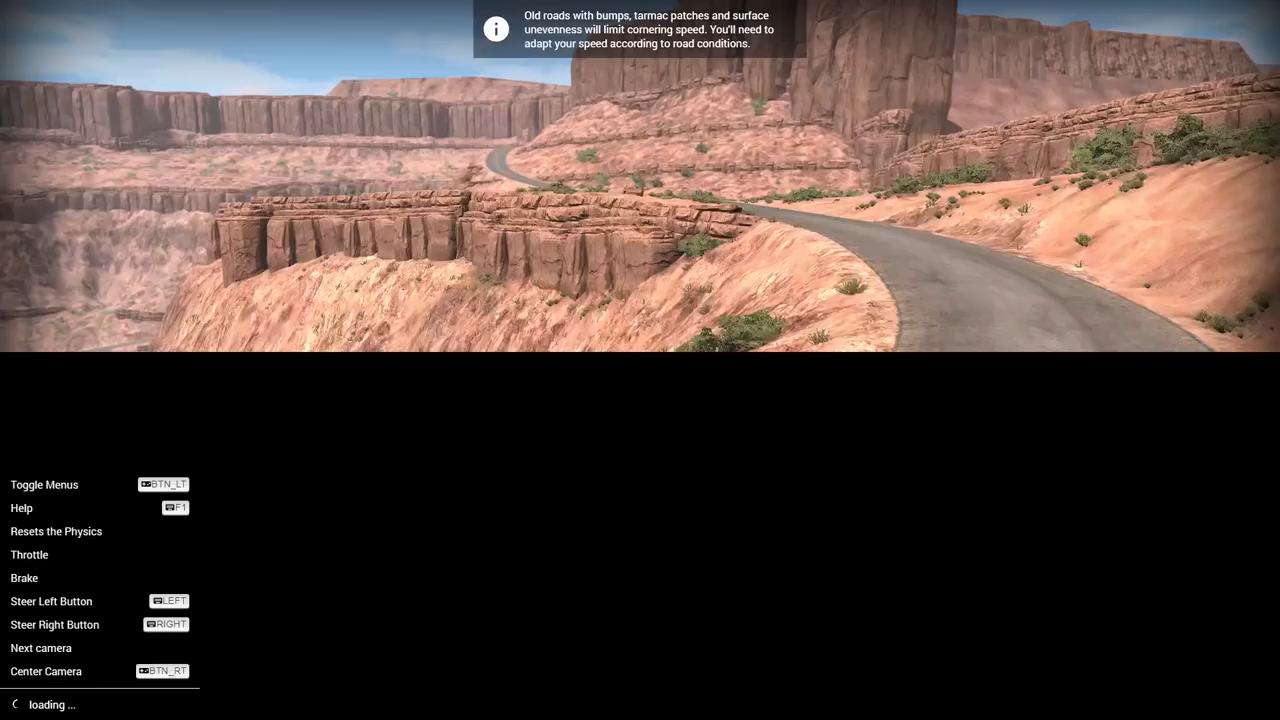 Old roads with bumps, tarmac patches and surface
unevenness will limit cornering speed. You'll need to
adapt your speed according to road conditions.
Toggle Menus BTN_LT
Help F1
Resets the Physics
Throttle
Brake
Steer Left Button LEFT
Steer Right Button RIGHT
Next camera
Center Camera BTN_RT
loading ...